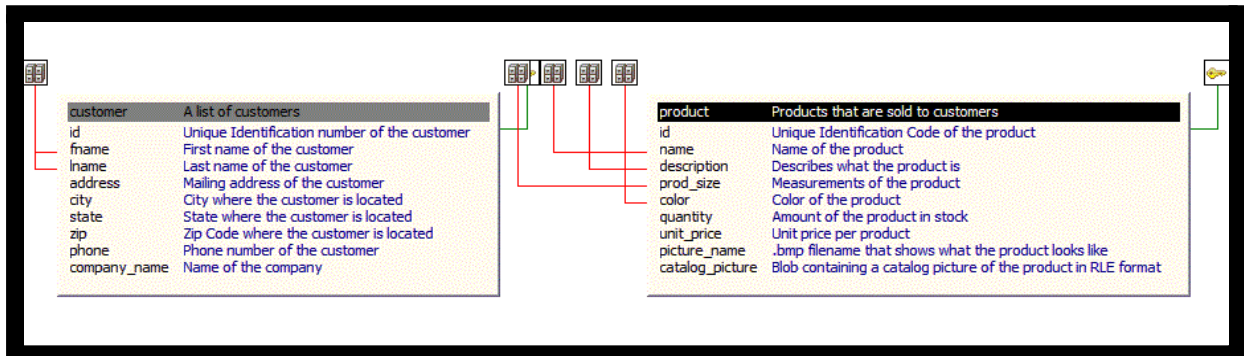 customer A list of customers
id Unique Identification number of the customer
fname First name of the customer
lname Last name of the customer
address Mailing address of the customer
city City where the customer is located
state State where the customer is located
zip Zip Code where the customer is located
phone Phone number of the customer
company_name Name of the company
product Products that are sold to customers
id Unique Identification Code of the product
name Name of the product
description Describes what the product is
prod_size Measurements of the product
color Color of the product
quantity Amount of the product in stock
unit_price Unit price per product
picture_name .bmp filename that shows what the product looks like
catalog_picture Blob containing a catalog picture of the product in RLE format